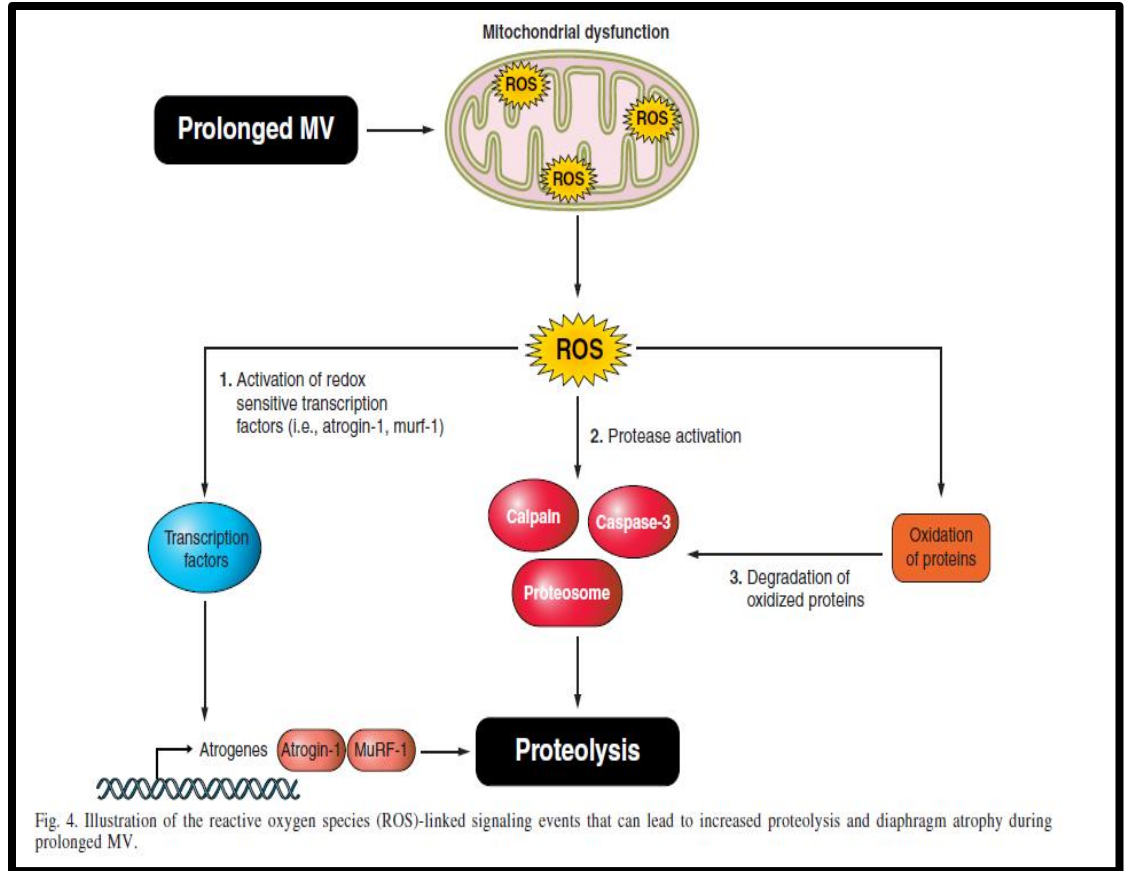 Mitochondrial dysfunction
ROS
ROS
ROS
Prolonged MV
ROS
1. Activation of redox
sensitive transcription
factors (i.e., atrogin-1, murf-1)
2. Protease activation
Calpain
Caspase-3
Proteosome
Transcription
factors
Oxidation
of proteins
3. Degradation of
oxidized proteins
Atrogenes
Atrogin-1
MuRF-1
Proteolysis
Fig. 4. Illustration of the reactive oxygen species (ROS)-linked signaling events that can lead to increased proteolysis and diaphragm atrophy during
prolonged MV.